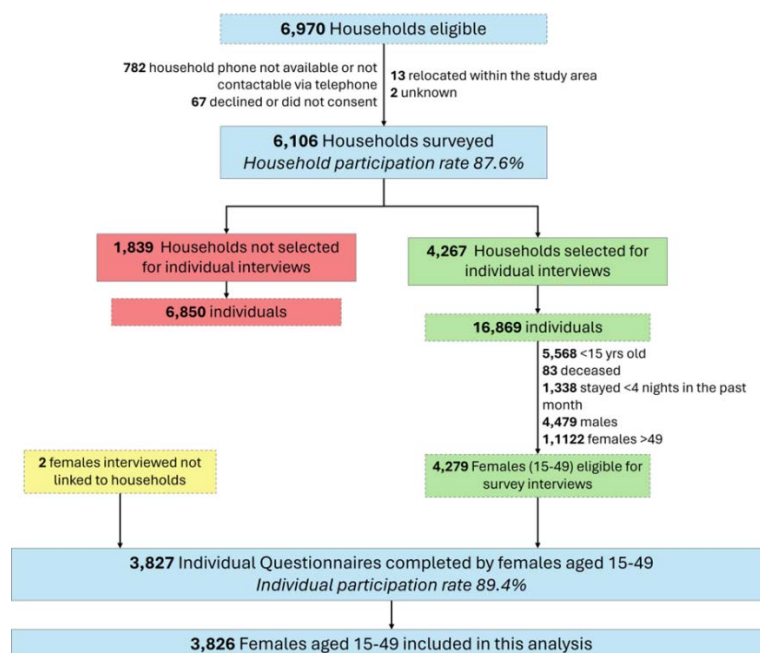 6,970 Households eligible
782 household phone not available or not
contactable via telephone
67 declined or did not consent
13 relocated within the study area
2 unknown
6,106 Households surveyed
Household participation rate 87.6%
1,839 Households not selected
for individual interviews
4,267 Households selected for
individual interviews
6,850 individuals
16,869 individuals
5,568 <15 yrs old
83 deceased
1,338 stayed <4 nights in the past
month
4,479 males
1,1122 females >49
2 females interviewed not
linked to households
4,279 Females (15-49) eligible for
survey interviews
3,827 Individual Questionnaires completed by females aged 15-49
Individual participation rate 89.4%
3,826 Females aged 15-49 included in this analysis